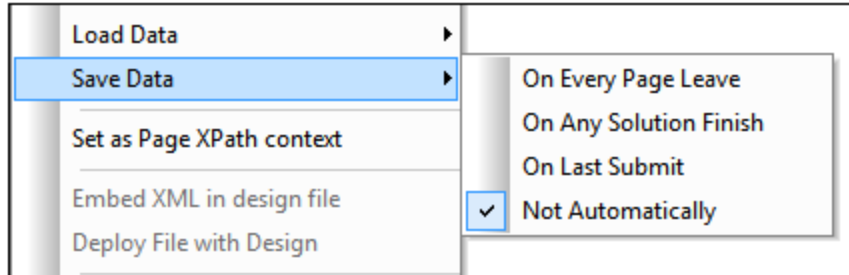 Load Data
Save Data
Set as Page XPath context
Embed XML in design file
Deploy File with Design
On Every Page Leave
On Any Solution Finish
On Last Submit
Not Automatically